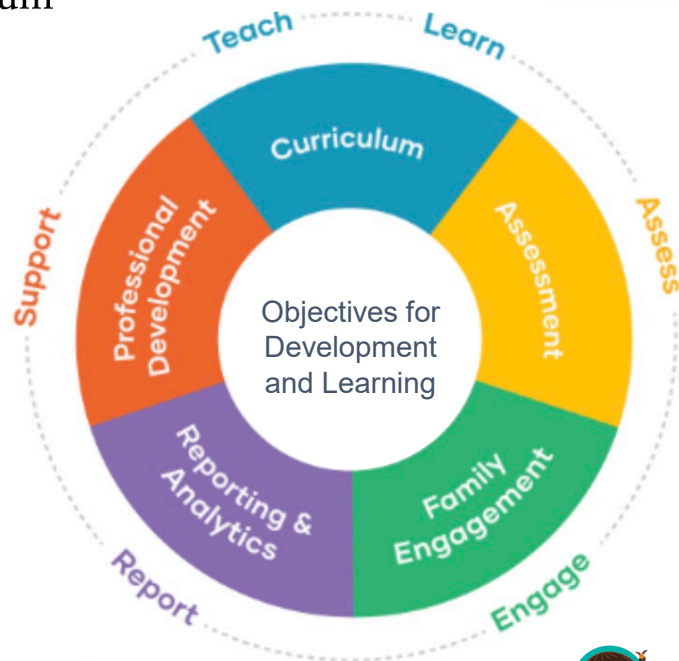 Teach
Learn
Curriculum
Assess
Assessment
Engage
Family
Engagement
Report
Reporting &
Analytics
Support
Professional
Development
Objectives for
Development
and Learning